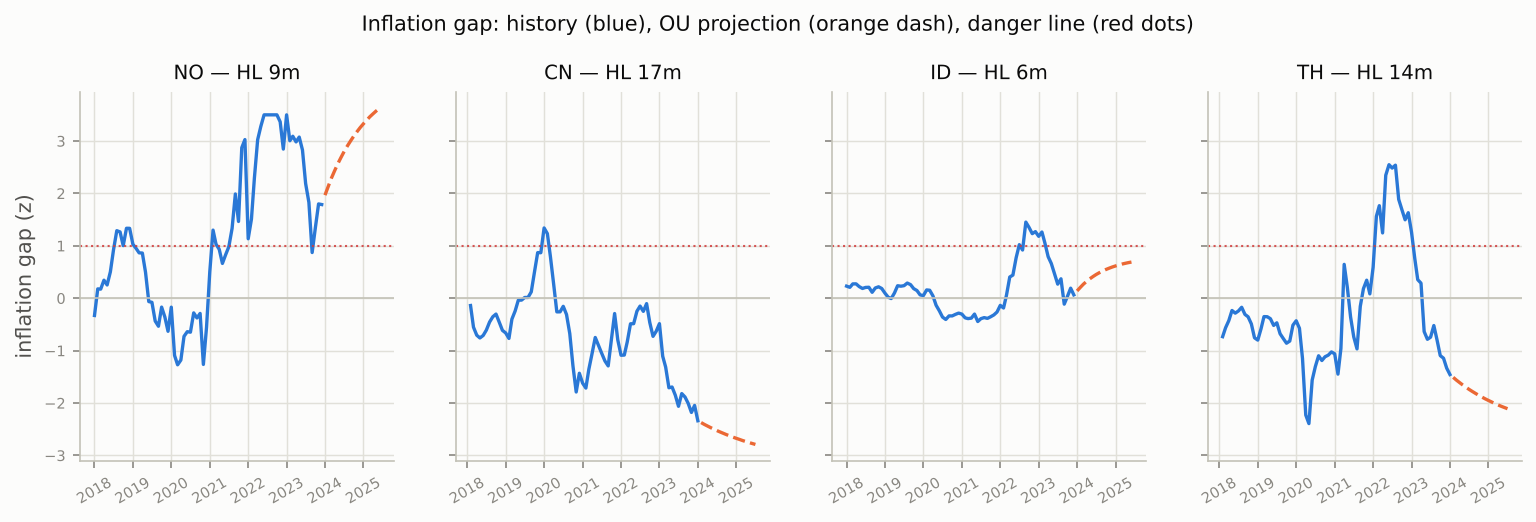 Inflation gap: history (blue), OU projection (orange dash), danger line (red dots)
NO — HL 9m
CN — HL 17m
ID — HL 6m
TH — HL 14m
inflation gap (z)
3
2
1
0
−1
−2
−3
2018 2019 2020 2021 2022 2023 2024 2025
2018 2019 2020 2021 2022 2023 2024 2025
2018 2019 2020 2021 2022 2023 2024 2025
2018 2019 2020 2021 2022 2023 2024 2025